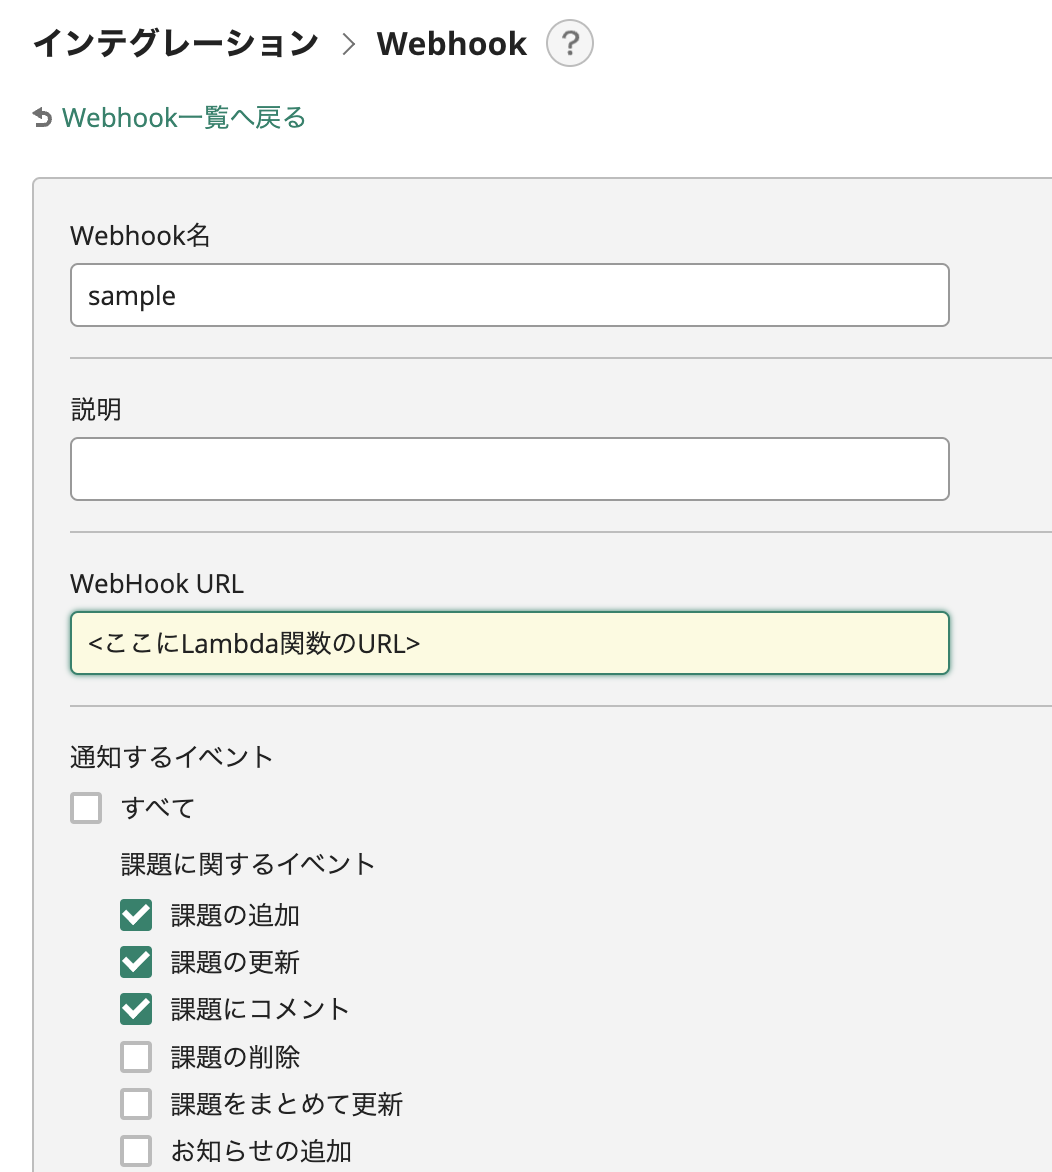 インテグレーション > Webhook ?
Webhook一覧へ戻る
Webhook名
sample
説明
WebHook URL
<ここにLambda関数のURL>
通知するイベント
すべて
課題に関するイベント
課題の追加
課題の更新
課題にコメント
課題の削除
課題をまとめて更新
お知らせの追加